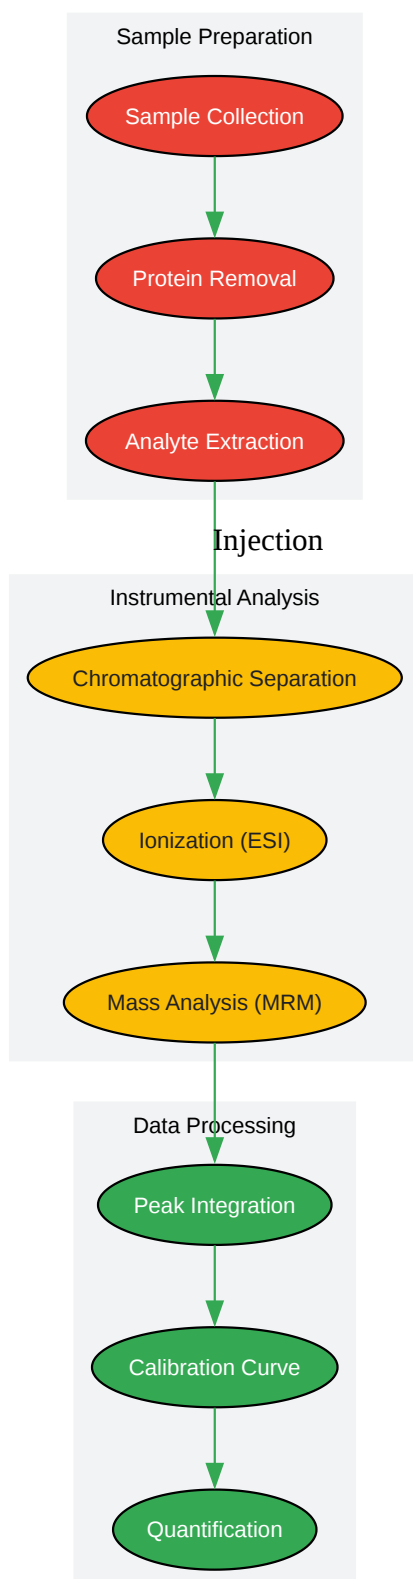 Sample Preparation
Sample Collection
Protein Removal
Analyte Extraction
Injection
Instrumental Analysis
Chromatographic Separation
Ionization (ESI)
Mass Analysis (MRM)
Data Processing
Peak Integration
Calibration Curve
Quantification